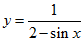 y = 1/(2 − sin x)